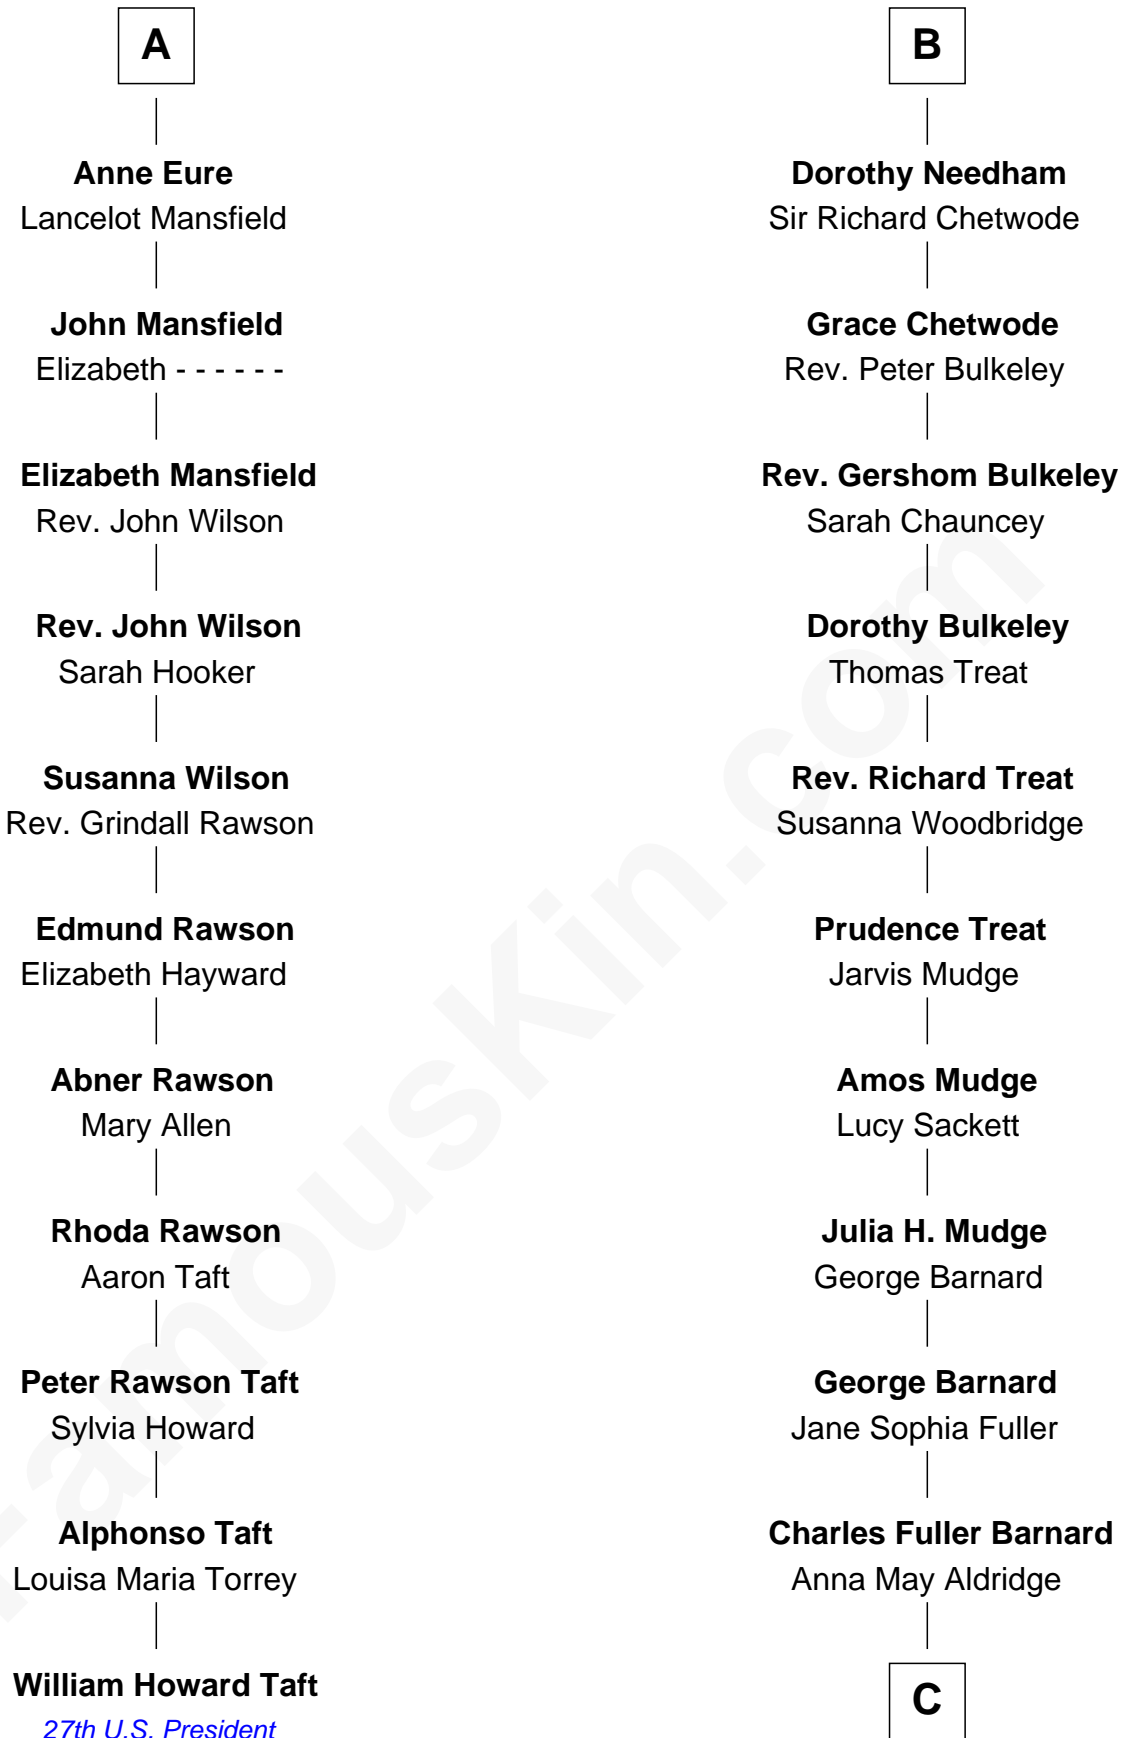 A
Anne Eure
Lancelot Mansfield
John Mansfield
Elizabeth - - - - - -
Elizabeth Mansfield
Rev. John Wilson
Rev. John Wilson
Sarah Hooker
Susanna Wilson
Rev. Grindall Rawson
Edmund Rawson
Elizabeth Hayward
Abner Rawson
Mary Allen
Rhoda Rawson
Aaron Taft
Peter Rawson Taft
Sylvia Howard
Alphonso Taft
Louisa Maria Torrey
William Howard Taft
27th U.S. President
B
Dorothy Needham
Sir Richard Chetwode
Grace Chetwode
Rev. Peter Bulkeley
Rev. Gershom Bulkeley
Sarah Chauncey
Dorothy Bulkeley
Thomas Treat
Rev. Richard Treat
Susanna Woodbridge
Prudence Treat
Jarvis Mudge
Amos Mudge
Lucy Sackett
Julia H. Mudge
George Barnard
George Barnard
Jane Sophia Fuller
Charles Fuller Barnard
Anna May Aldridge
C
FamousKin.com